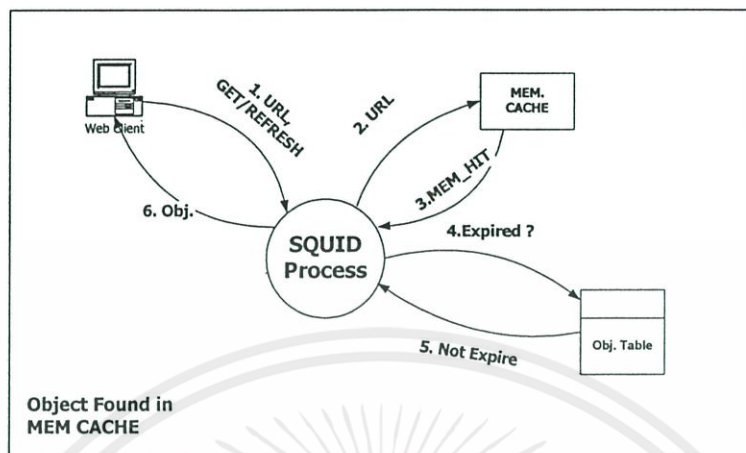 Web client
1. URL,
GET/REFRESH
2. URL
MEM.
CACHE
3.MEM_HIT
6. Obj.
SQUID
Process
4.Expired ?
5. Not Expire
Obj. Table
Object Found in
MEM CACHE